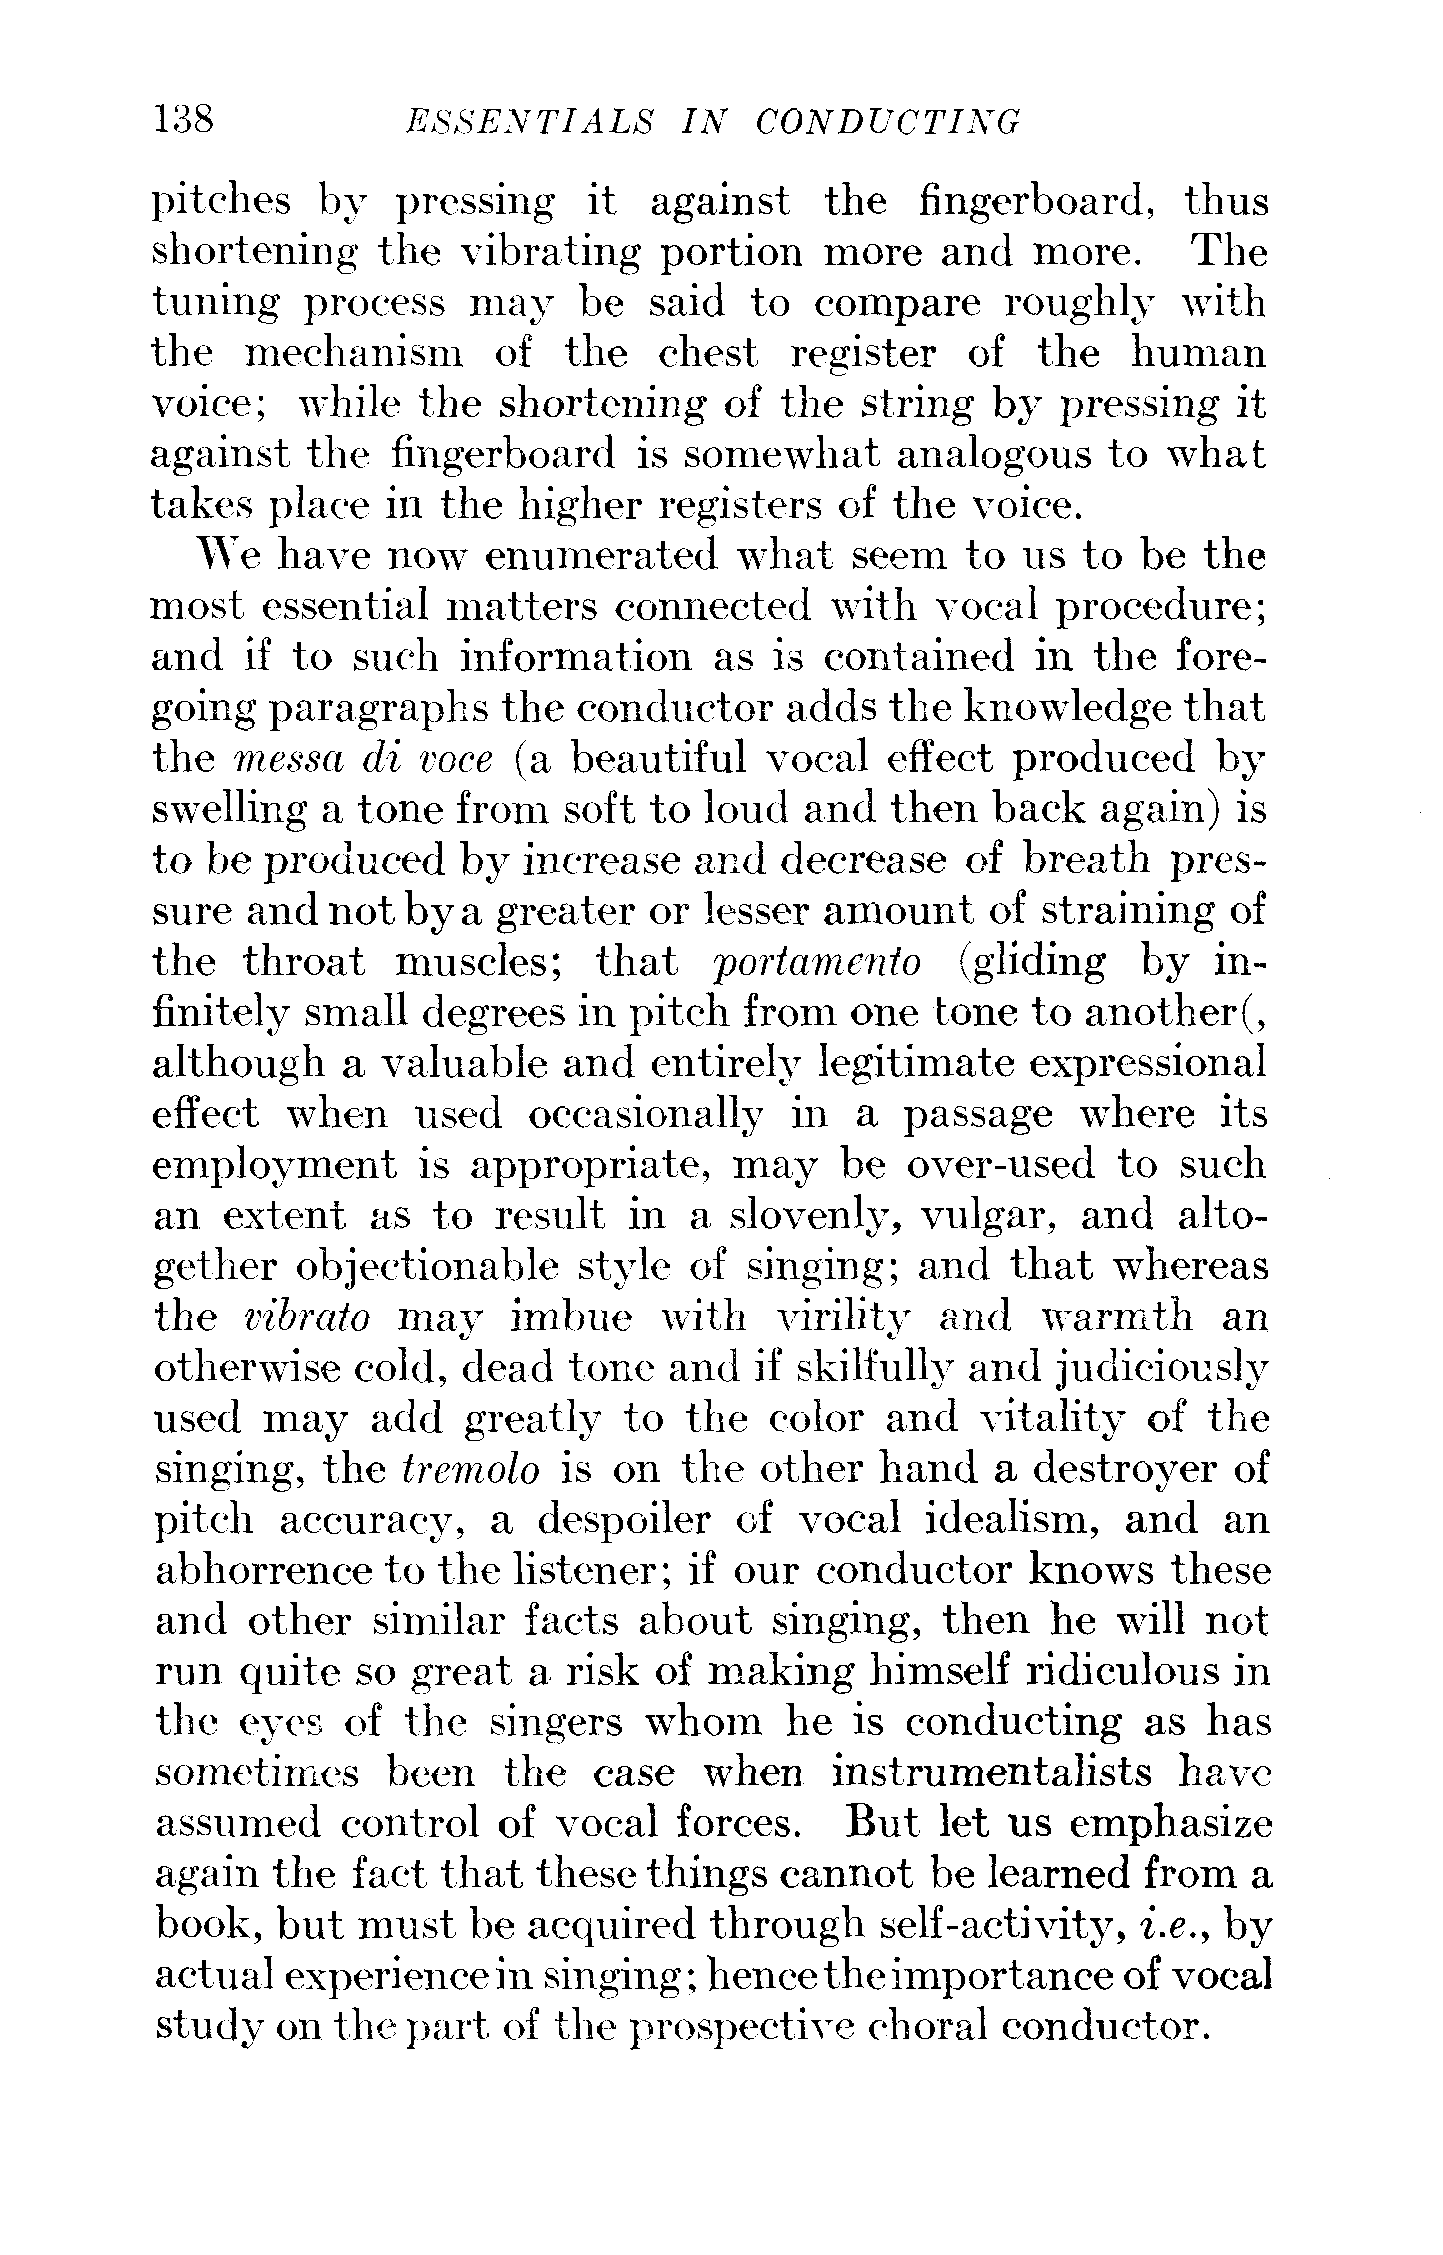 138 ESSENTIALS IN CONDUCTING
pitches by pressing it against the fingerboard, thus
shortening the vibrating portion more and more. The
tuning process may be said to compare roughly with
the mechanism of the chest register of the human
voice; while the shortening of the string by pressing it
against the fingerboard is somewhat analogous to what
takes place in the higher registers of the voice.
We have now enumerated what seem to us to be the
most essential matters connected with vocal procedure;
and if to such information as is contained in the fore-
going paragraphs the conductor adds the knowledge that
the messa di voce (a beautiful vocal effect produced by
swelling a tone from soft to loud and then back again) is
to be produced by increase and decrease of breath pres-
sure and not by a greater or lesser amount of straining of
the throat muscles; that portamento (gliding by in-
finitely small degrees in pitch from one tone to another(,
although a valuable and entirely legitimate expressional
effect when used occasionally in a passage where its
employment is appropriate, may be over-used to such
an extent as to result in a slovenly, vulgar, and alto-
gether objectionable style of singing; and that whereas
the vibrato may imbue with virility and warmth an
otherwise cold, dead tone and if skilfully and judiciously
used may add greatly to the color and vitality of the
singing, the tremolo is on the other hand a destroyer of
pitch accuracy, a despoiler of vocal idealism, and an
abhorrence to the listener; if our conductor knows these
and other similar facts about singing, then he will not
run quite so great a risk of making himself ridiculous in
the eyes of the singers whom he is conducting as has
sometimes been the case when instrumentalists have
assumed control of vocal forces. But let us emphasize
again the fact that these things cannot be learned from a
book, but must be acquired through self-activity, i.e., by
actual experience in singing; hence the importance of vocal
study on the part of the prospective choral conductor.